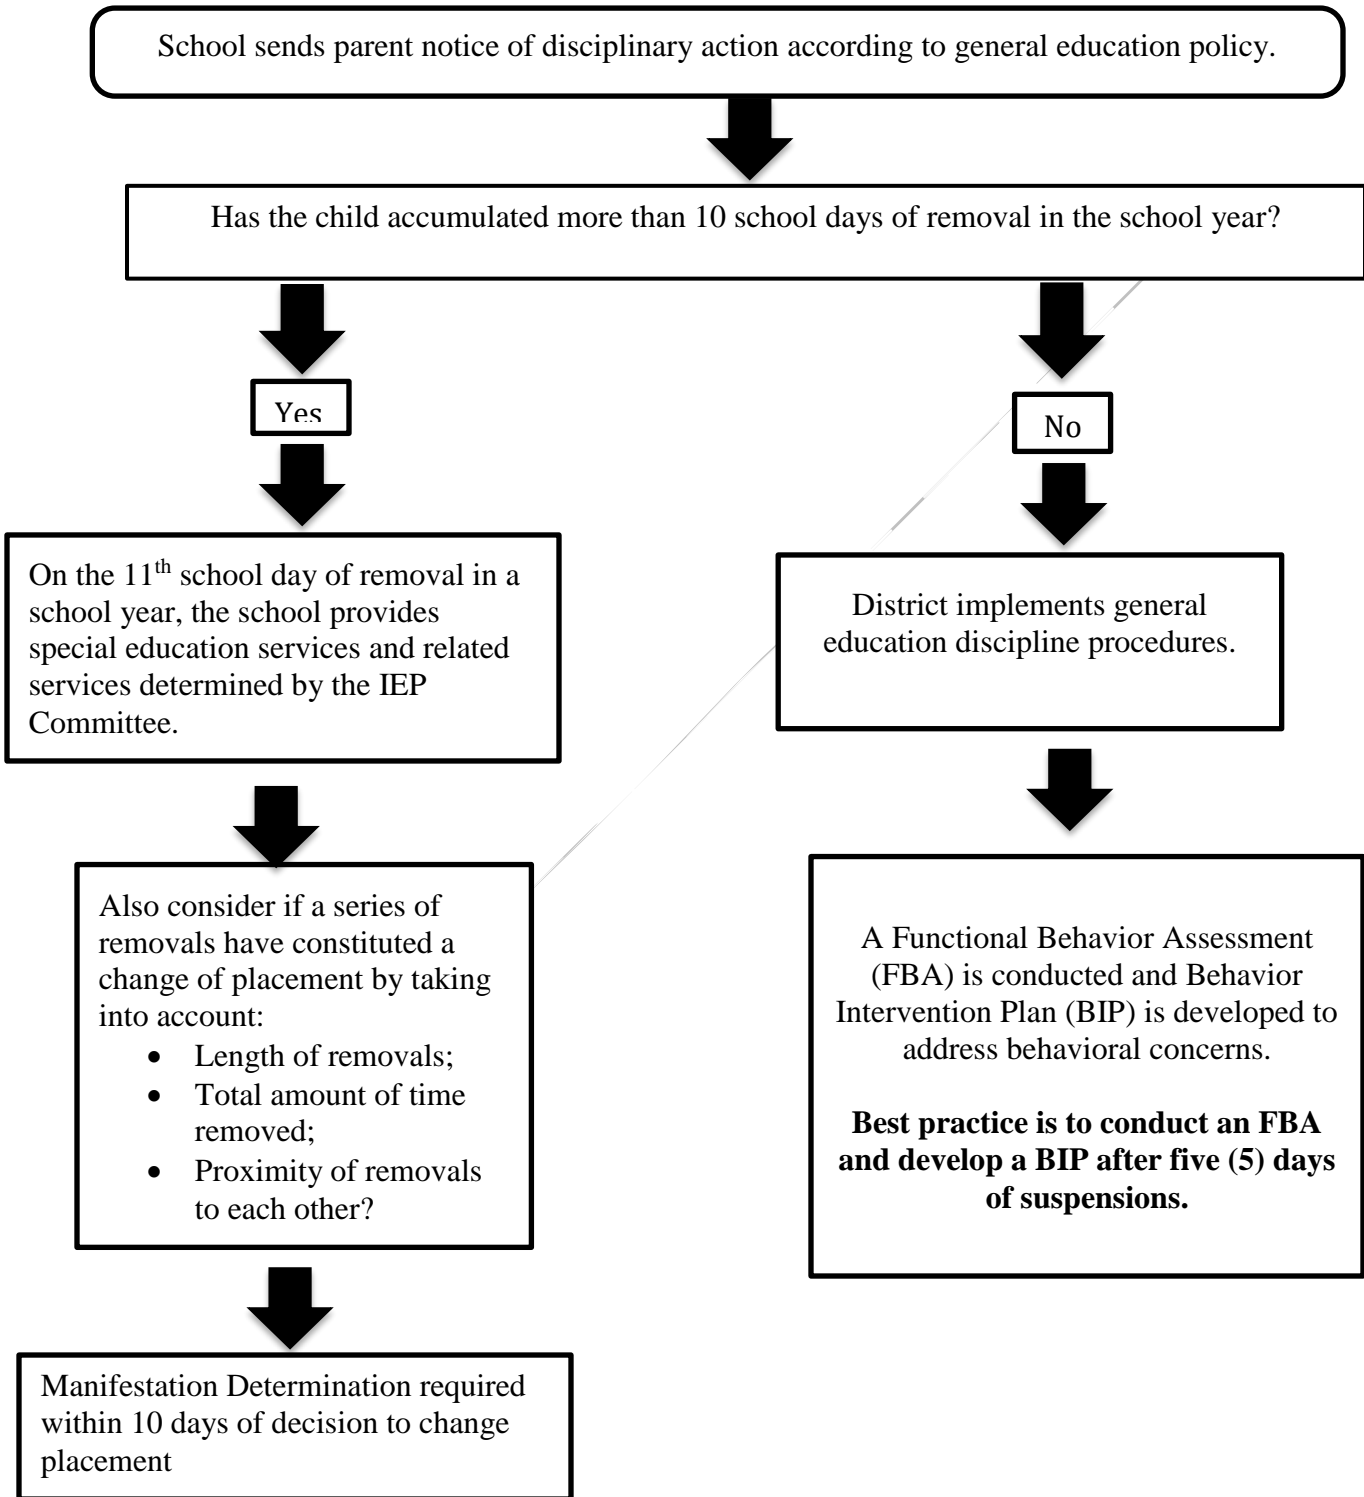 School sends parent notice of disciplinary action according to general education policy.
Has the child accumulated more than 10 school days of removal in the school year?
Yes
No
On the 11th school day of removal in a
school year, the school provides
special education services and related
services determined by the IEP
Committee.
District implements general
education discipline procedures.
Also consider if a series of
removals have constituted a
change of placement by taking
into account:
• Length of removals;
• Total amount of time
removed;
• Proximity of removals
to each other?
A Functional Behavior Assessment
(FBA) is conducted and Behavior
Intervention Plan (BIP) is developed to
address behavioral concerns.
Best practice is to conduct an FBA
and develop a BIP after five (5) days
of suspensions.
Manifestation Determination required
within 10 days of decision to change
placement